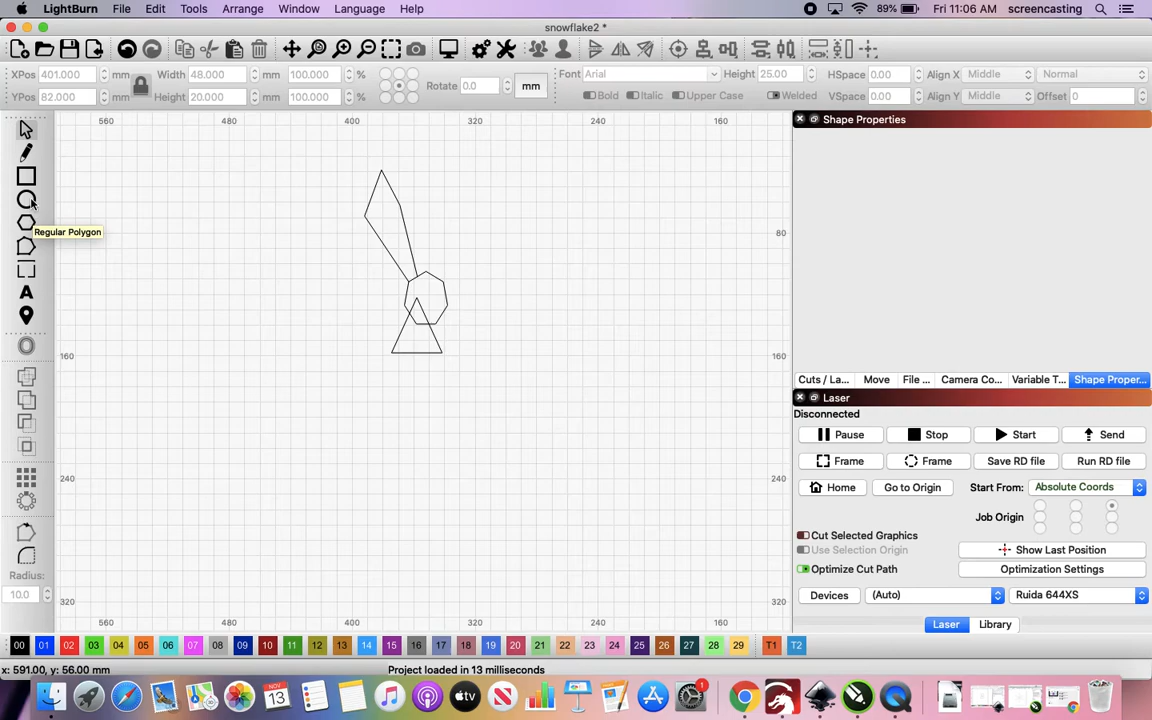 LightBurn File Edit Tools Arrange Window Language Help 89% Fri 11:06 AM screencasting
snowflake2 *
XPos 401.000 mm Width 48.000 mm 100.000 % Rotate 0.0 mm Font Arial Height 25.00 HSpace 0.00 Align X Middle Normal
YPos 82.000 mm Height 20.000 mm 100.000 % Bold Italic Upper Case Welded VSpace 0.00 Align Y Middle Offset 0
560 480 400 320 240 160
Shape Properties
80 80
Regular Polygon
160 160
240 240
320 320
560 480 400 320 240 160
Cuts / La... Move File ... Camera Co... Variable T... Shape Proper...
Laser
Disconnected
Pause Stop Start Send
Frame Frame Save RD file Run RD file
Home Go to Origin Start From: Absolute Coords
Job Origin
Cut Selected Graphics
Use Selection Origin Show Last Position
Optimize Cut Path Optimization Settings
Devices (Auto) Ruida 644XS
Laser Library
Radius:
10.0
00 01 02 03 04 05 06 07 08 09 10 11 12 13 14 15 16 17 18 19 20 21 22 23 24 25 26 27 28 29 T1 T2
x: 591.00, y: 56.00 mm Project loaded in 13 milliseconds
NOV
13
tv
1